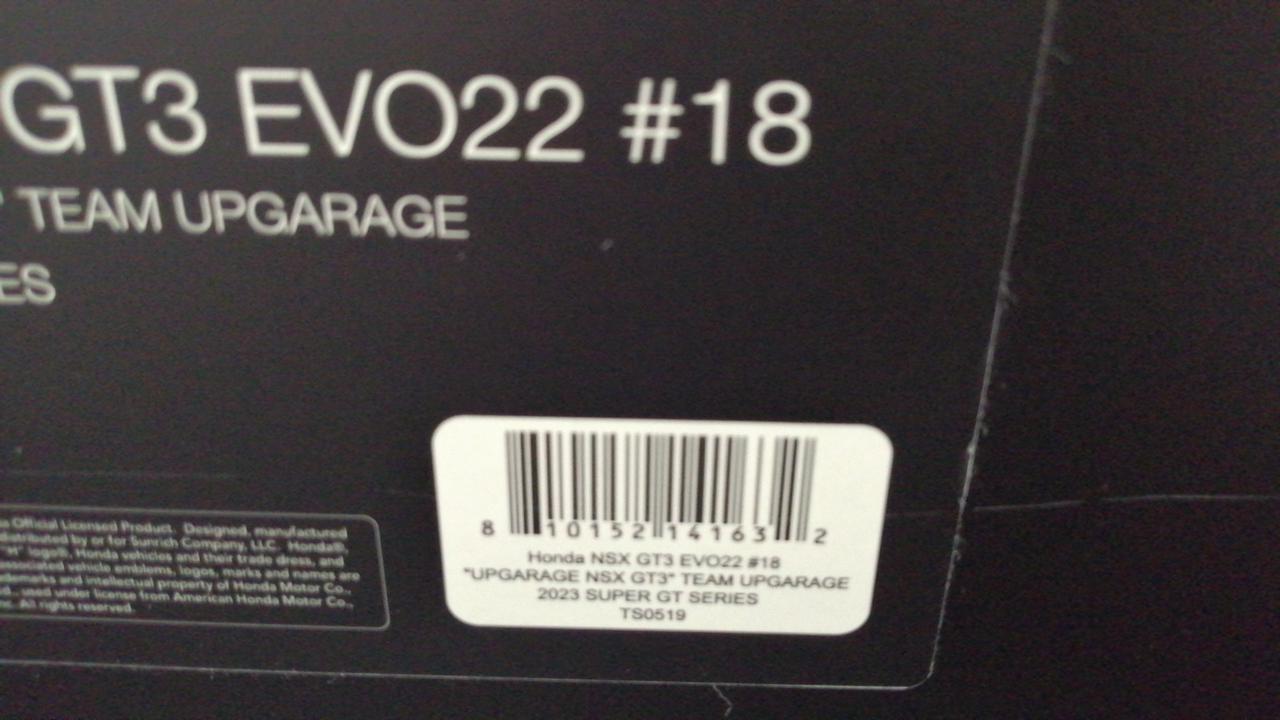 GT3 EVO22 #18
" TEAM UPGARAGE
ES
8 10152 14163 2
Honda NSX GT3 EVO22 #18
"UPGARAGE NSX GT3" TEAM UPGARAGE
2023 SUPER GT SERIES
TS0519
Official Licensed Product. Designed, manufactured
distributed by or for Sunrich Company, LLC. Honda®,
"H" logo®, Honda vehicles and their trade dress, and
associated vehicle emblems, logos, marks and names are
trademarks and intellectual property of Honda Motor Co.,
used under license from American Honda Motor Co.,
All rights reserved.